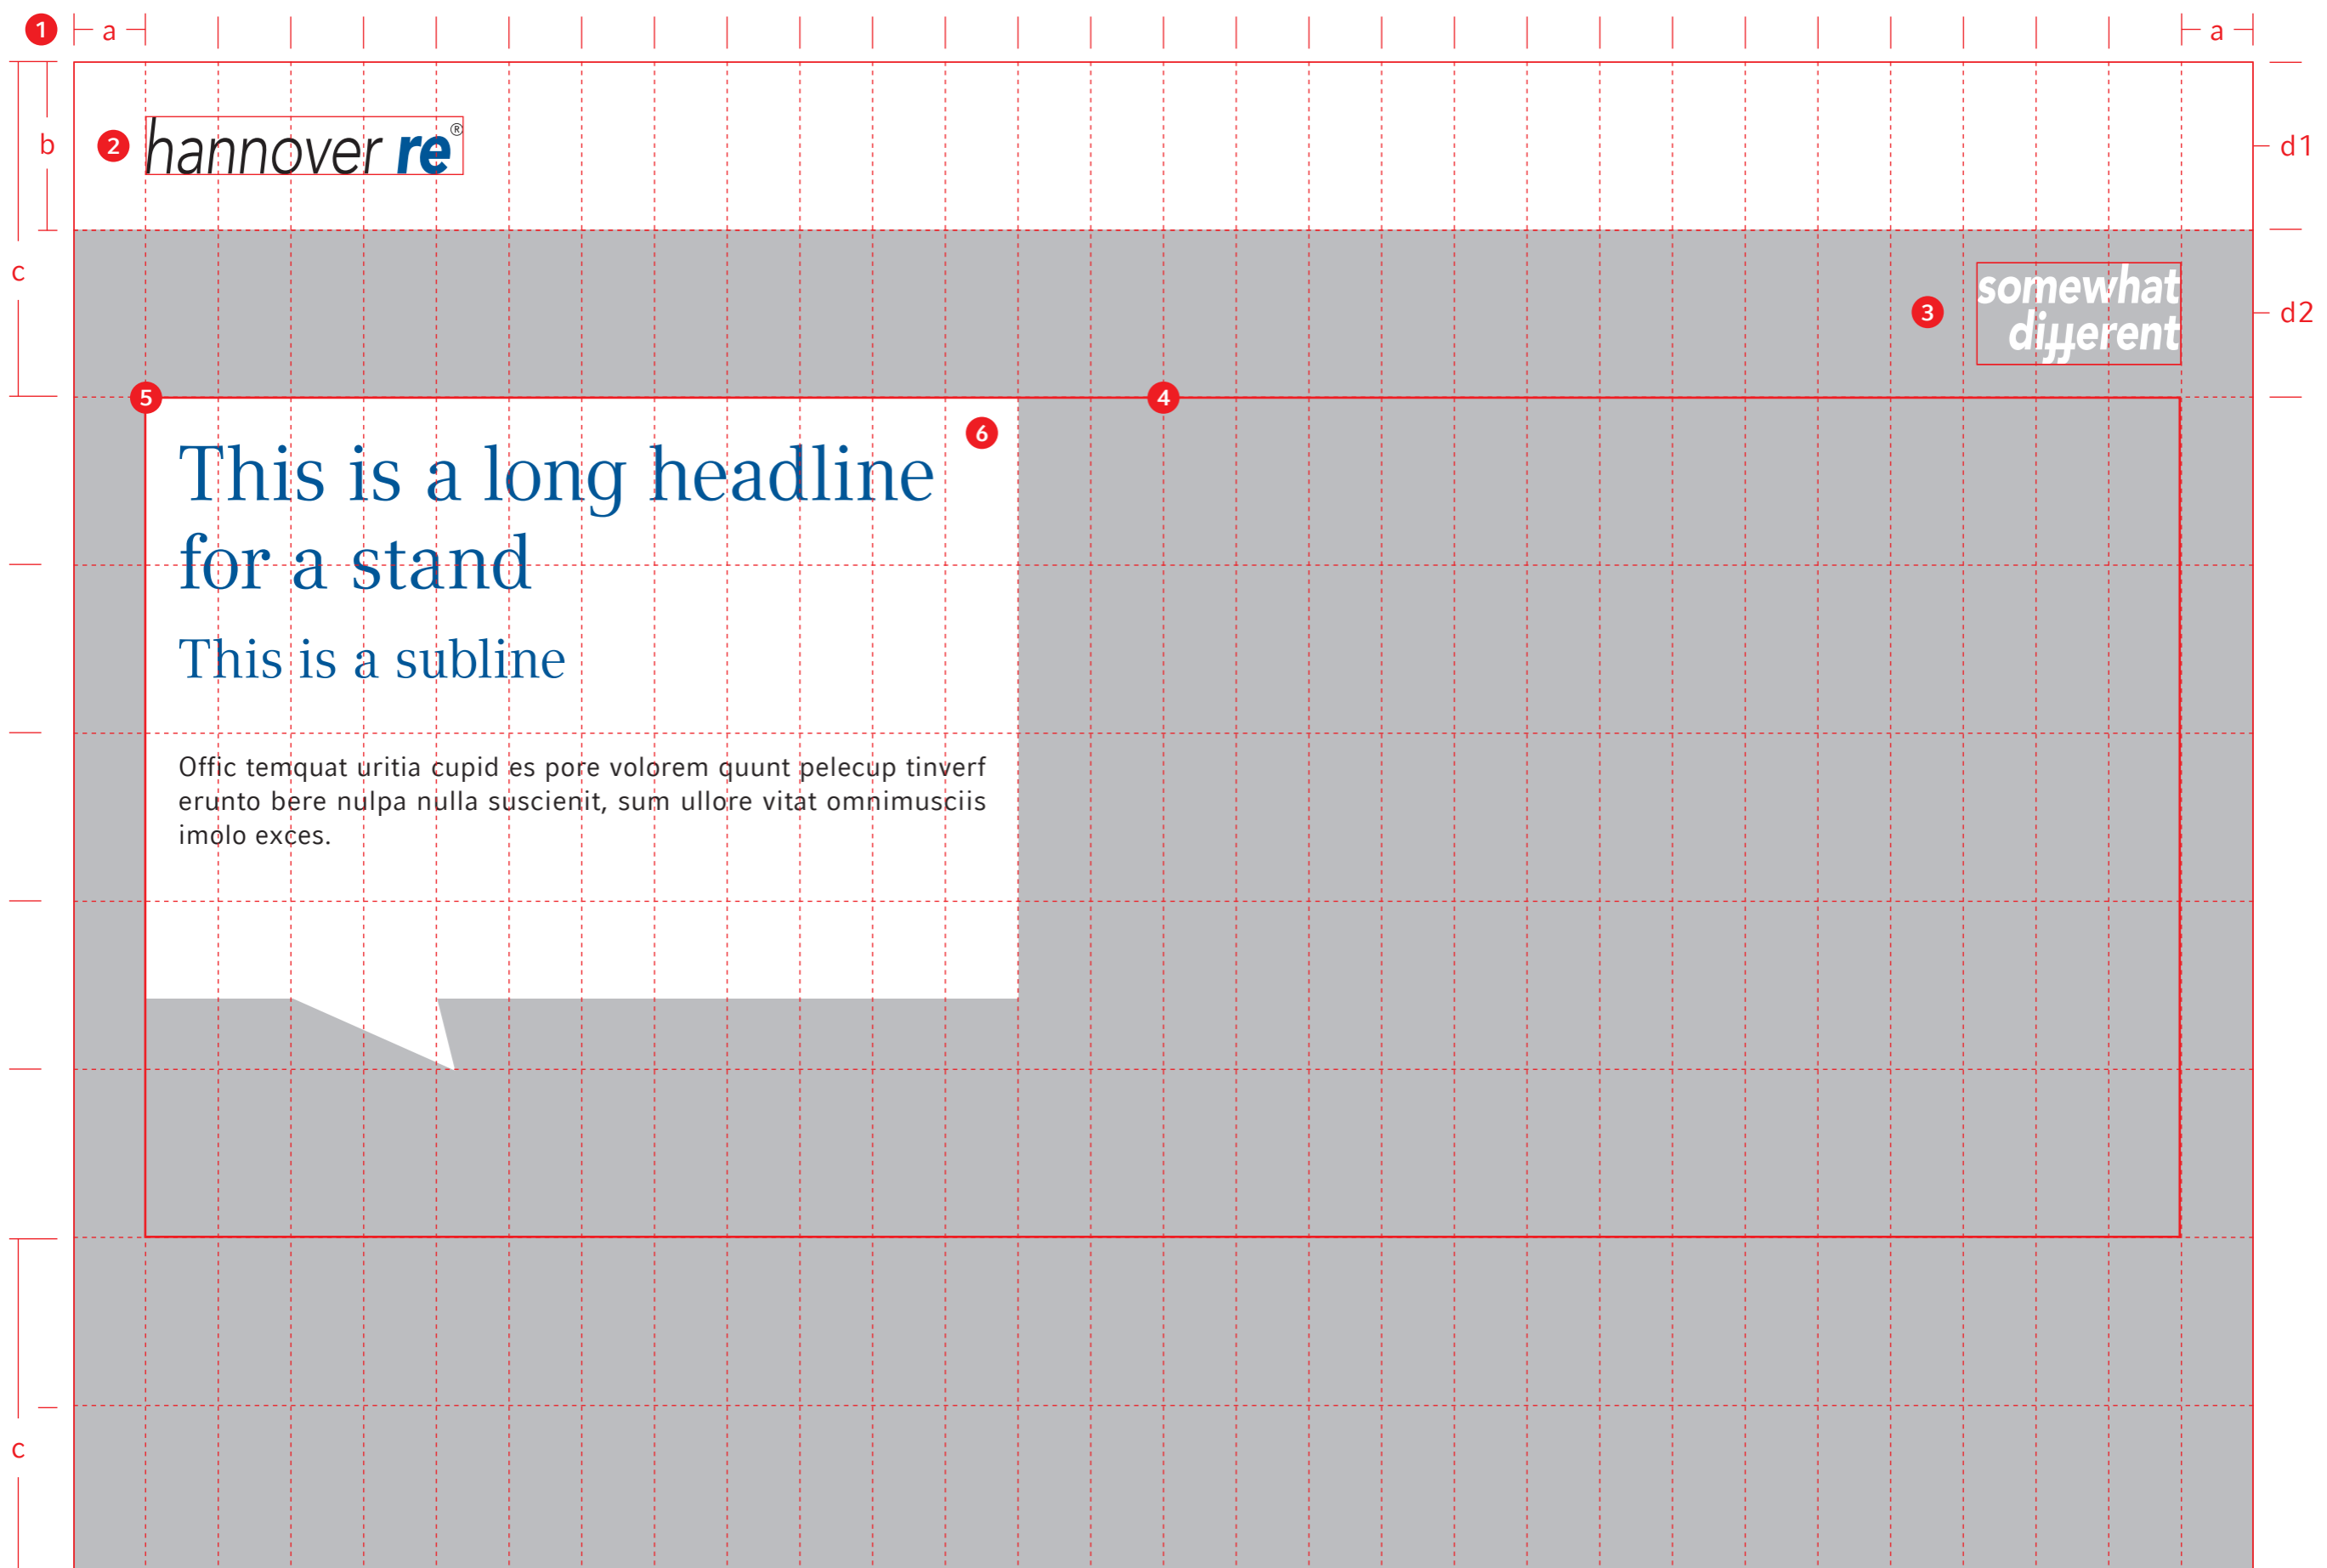 1 a a
b 2 hannover re® d1
c 3 somewhat d2
different
5 4
6
This is a long headline
for a stand
This is a subline
Offic temquat uritia cupid es pore volorem quunt pelecup tinverf
erunto bere nulpa nulla suscienit, sum ullore vitat omnimusciis
imolo exces.
c